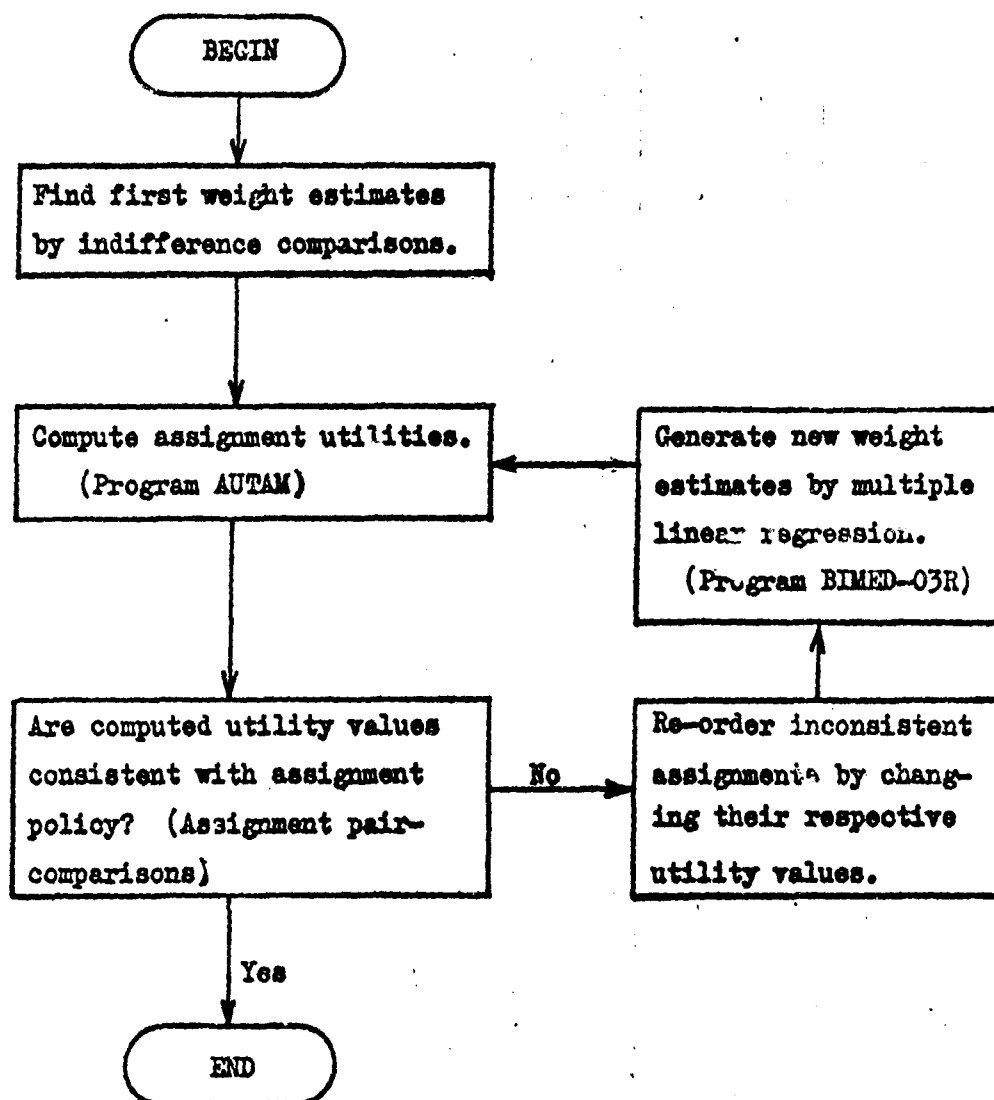 BEGIN
Find first weight estimates
by indifference comparisons.
Compute assignment utilities.
(Program AUTAM)
Generate new weight
estimates by multiple
linear regression.
(Program BIMED-03R)
Are computed utility values
consistent with assignment
policy? (Assignment pair-
comparisons)
No
Re-order inconsistent
assignments by chang-
ing their respective
utility values.
Yes
END